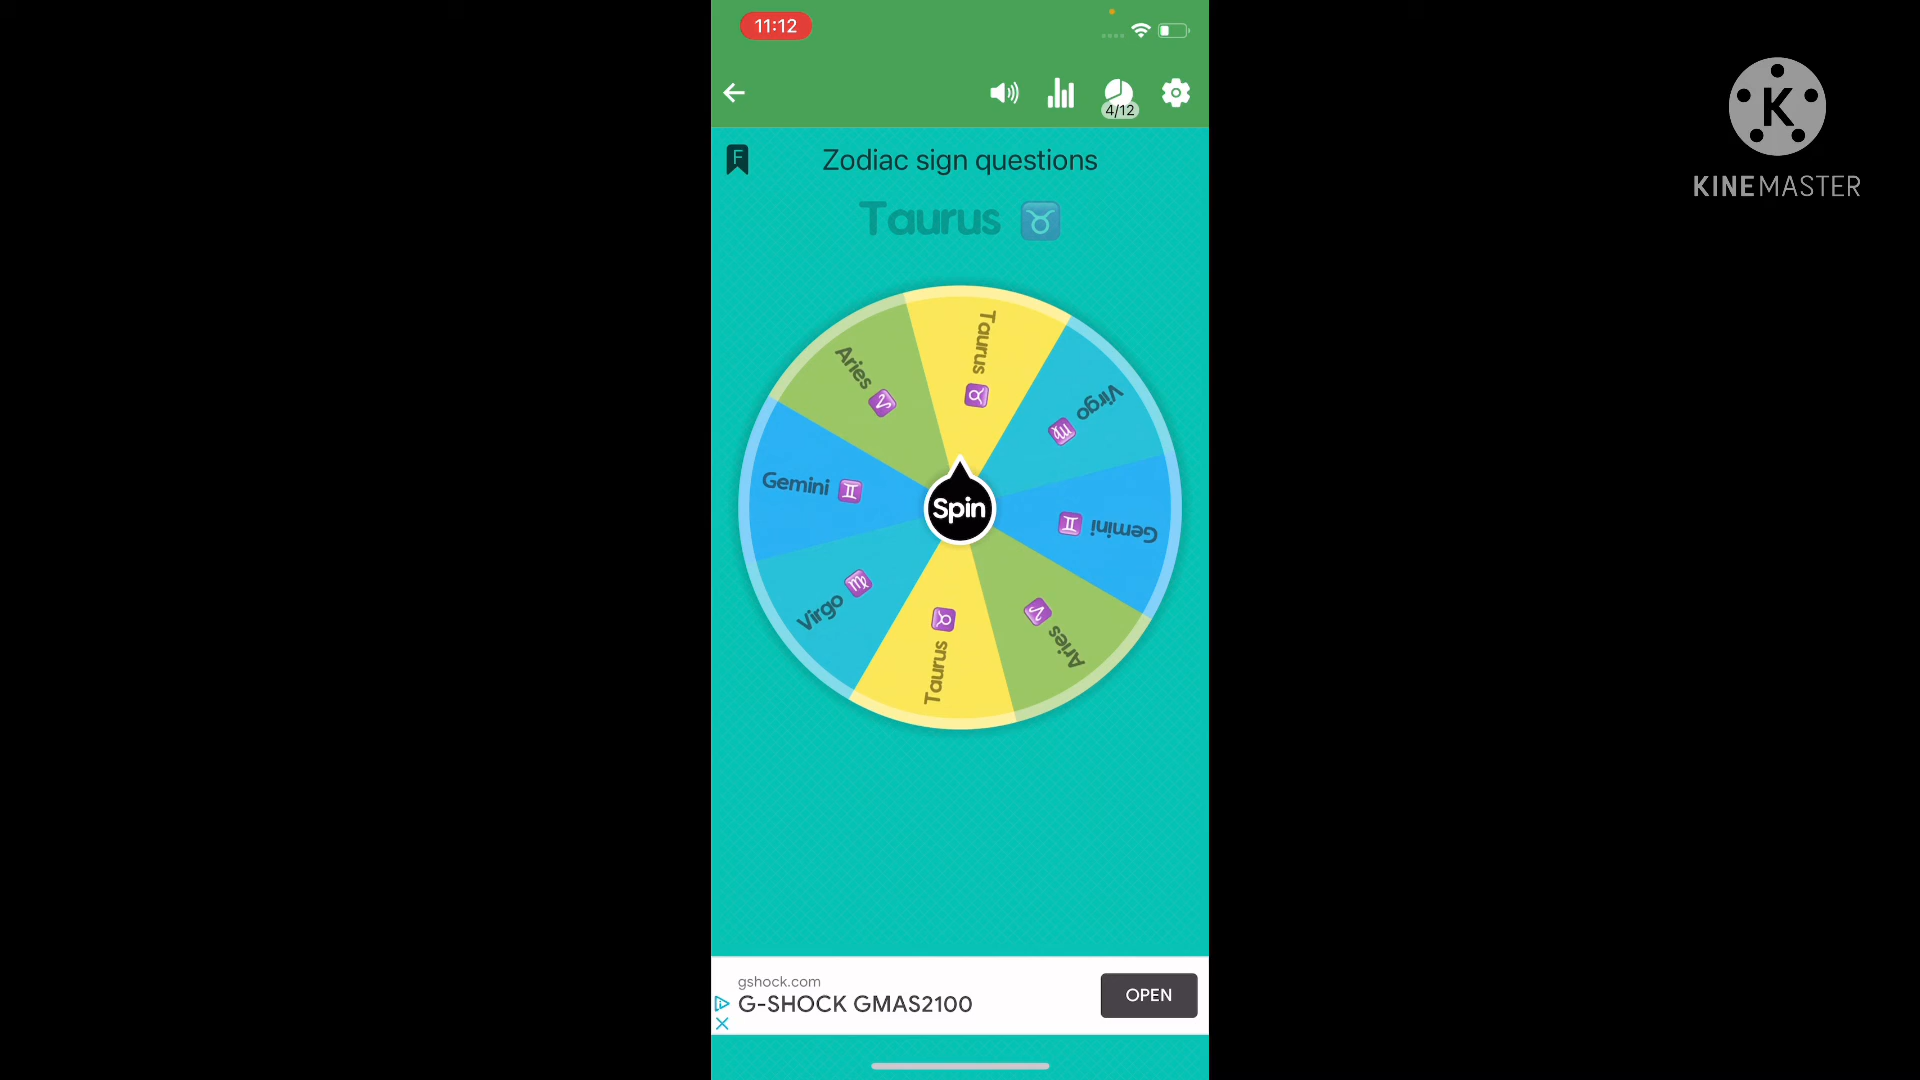 11:12
4/12
K
KINEMASTER
F
Zodiac sign questions
Taurus ♉
Taurus ♉
Aries ♈
Virgo ♍
Gemini ♊
Spin
Gemini ♊
Virgo ♍
Aries ♈
Taurus ♉
gshock.com
G-SHOCK GMAS2100
OPEN